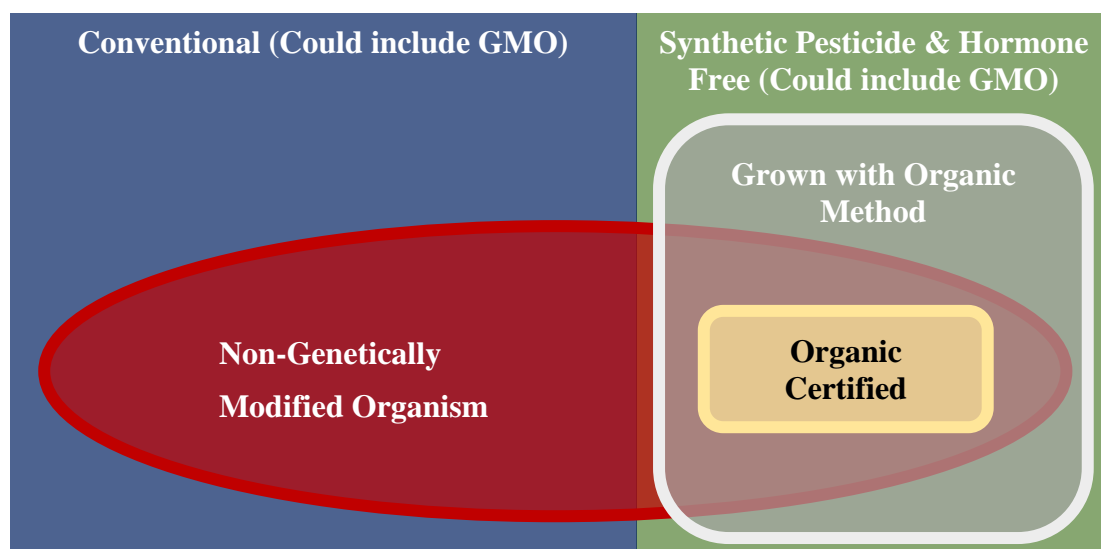 Conventional (Could include GMO)
Synthetic Pesticide & Hormone
Free (Could include GMO)
Grown with Organic
Method
Non-Genetically
Modified Organism
Organic
Certified